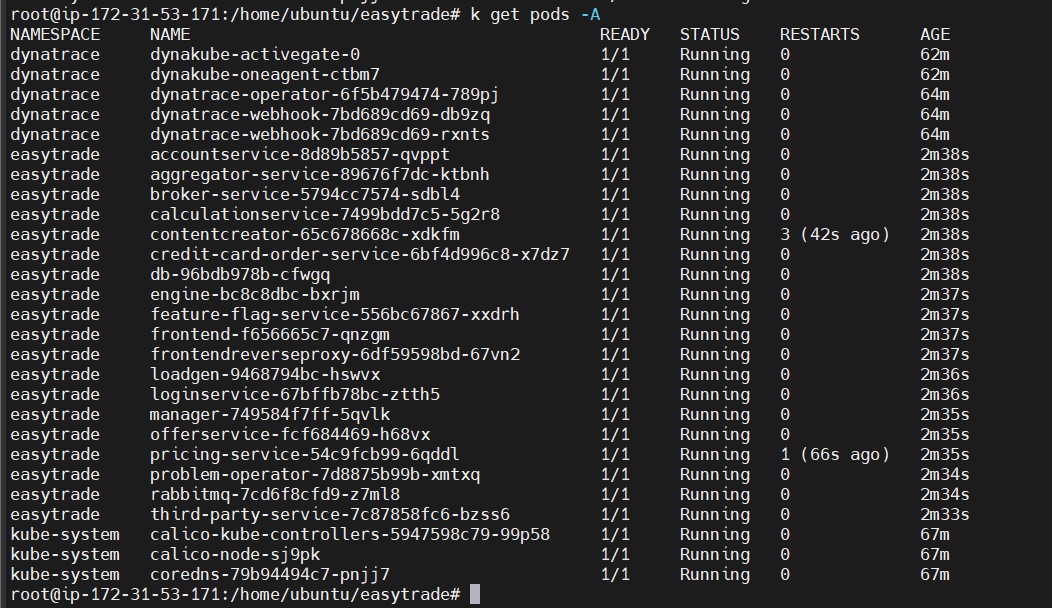 root@ip-172-31-53-171:/home/ubuntu/easytrade# k get pods -A
NAMESPACE NAME READY STATUS RESTARTS AGE
dynatrace dynakube-activegate-0 1/1 Running 0 62m
dynatrace dynakube-oneagent-ctbm7 1/1 Running 0 62m
dynatrace dynatrace-operator-6f5b479474-789pj 1/1 Running 0 64m
dynatrace dynatrace-webhook-7bd689cd69-db9zq 1/1 Running 0 64m
dynatrace dynatrace-webhook-7bd689cd69-rxnts 1/1 Running 0 64m
easytrade accountservice-8d89b5857-qvppt 1/1 Running 0 2m38s
easytrade aggregator-service-89676f7dc-ktbnh 1/1 Running 0 2m38s
easytrade broker-service-5794cc7574-sdbl4 1/1 Running 0 2m38s
easytrade calculationservice-7499bdd7c5-5g2r8 1/1 Running 0 2m38s
easytrade contentcreator-65c678668c-xdkfm 1/1 Running 3 (42s ago) 2m38s
easytrade credit-card-order-service-6bf4d996c8-x7dz7 1/1 Running 0 2m38s
easytrade db-96bdb978b-cfwgq 1/1 Running 0 2m38s
easytrade engine-bc8c8dbc-bxrjm 1/1 Running 0 2m37s
easytrade feature-flag-service-556bc67867-xxdrh 1/1 Running 0 2m37s
easytrade frontend-f656665c7-qnzgm 1/1 Running 0 2m37s
easytrade frontendreverseproxy-6df59598bd-67vn2 1/1 Running 0 2m37s
easytrade loadgen-9468794bc-hswvx 1/1 Running 0 2m36s
easytrade loginservice-67bffb78bc-ztth5 1/1 Running 0 2m36s
easytrade manager-749584f7ff-5qvlk 1/1 Running 0 2m35s
easytrade offerservice-fcf684469-h68vx 1/1 Running 0 2m35s
easytrade pricing-service-54c9fcb99-6qddl 1/1 Running 1 (66s ago) 2m35s
easytrade problem-operator-7d8875b99b-xmtxq 1/1 Running 0 2m34s
easytrade rabbitmq-7cd6f8cfd9-z7ml8 1/1 Running 0 2m34s
easytrade third-party-service-7c87858fc6-bzss6 1/1 Running 0 2m33s
kube-system calico-kube-controllers-5947598c79-99p58 1/1 Running 0 67m
kube-system calico-node-sj9pk 1/1 Running 0 67m
kube-system coredns-79b94494c7-pnjj7 1/1 Running 0 67m
root@ip-172-31-53-171:/home/ubuntu/easytrade#